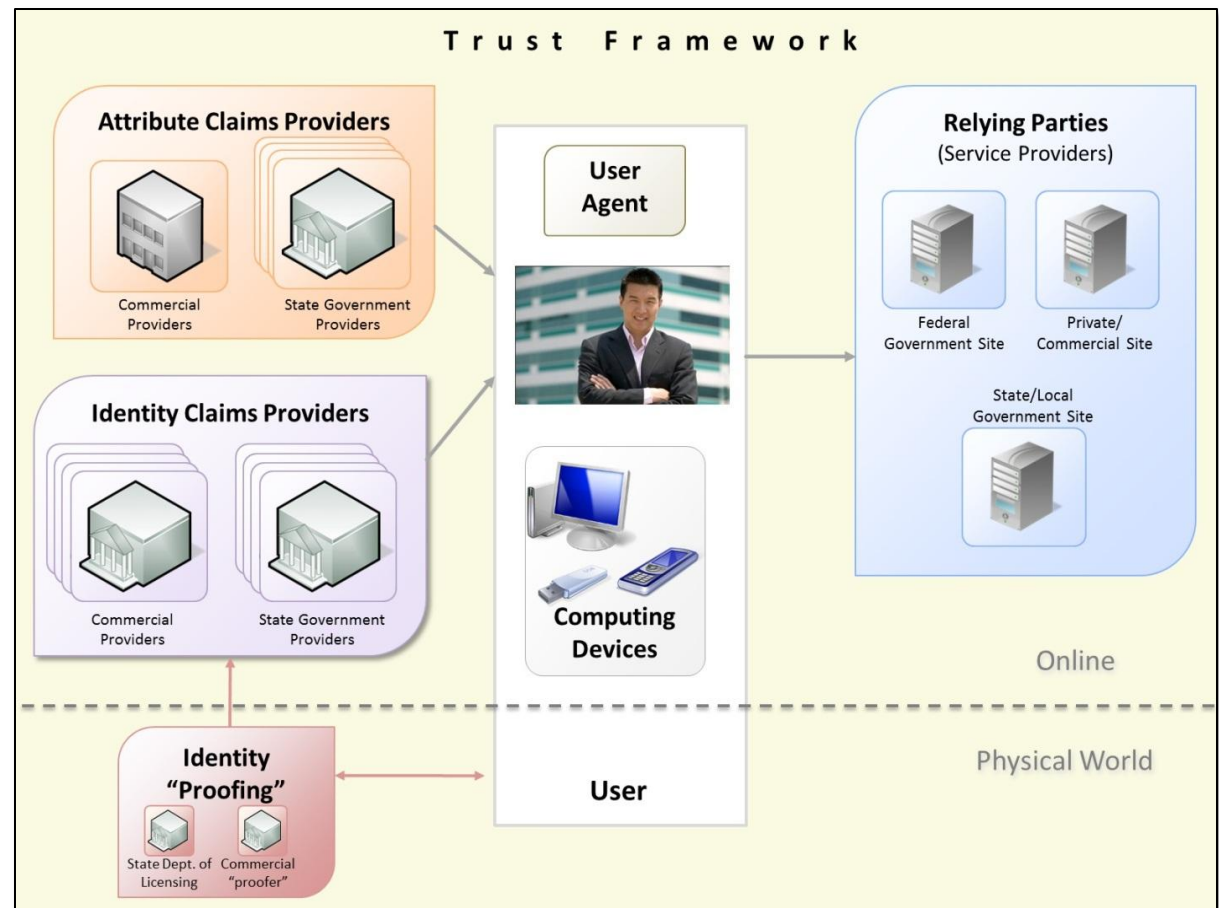 Trust Framework
Attribute Claims Providers
Commercial
Providers
State Government
Providers
Identity Claims Providers
Commercial
Providers
State Government
Providers
User
Agent
Computing
Devices
Relying Parties
(Service Providers)
Federal
Government Site
Private/
Commercial Site
State/Local
Government Site
Online
Physical World
Identity
“Proofing”
State Dept. of
Licensing
Commercial
“proofer”
User